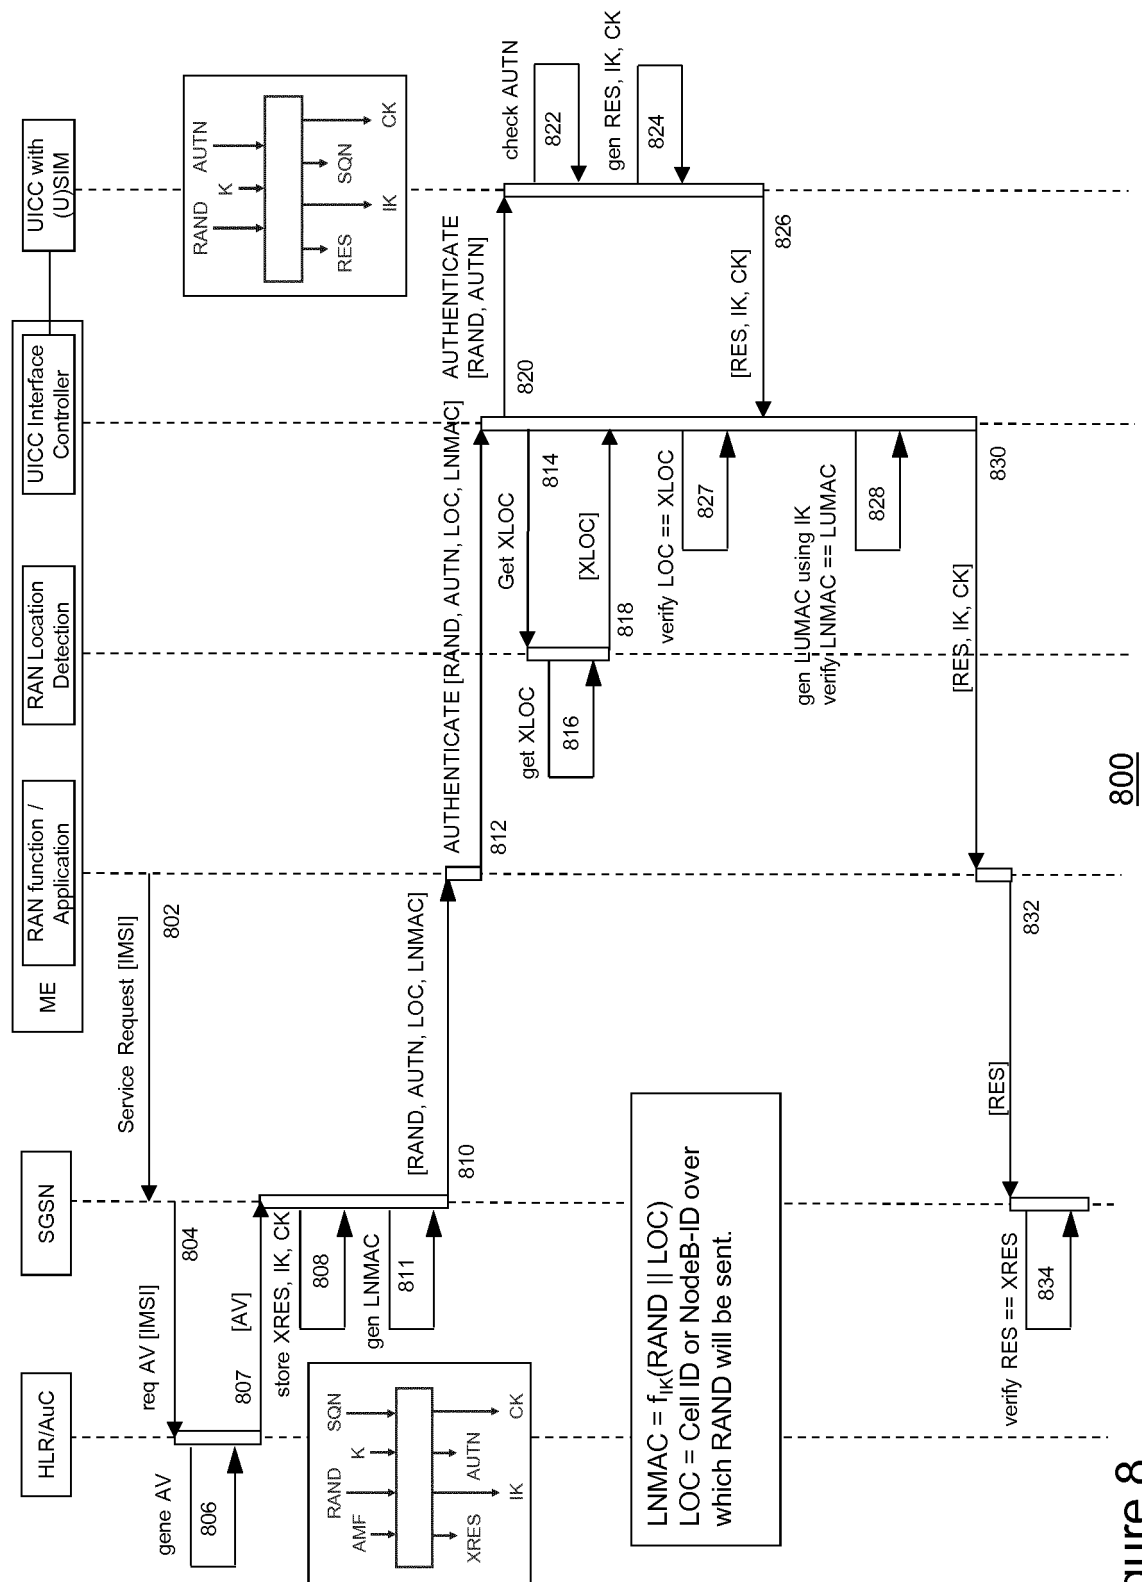 HLR/AuC
SGSN
ME
RAN function /
Application
RAN Location
Detection
UICC Interface
Controller
UICC with
(U)SIM
Service Request [IMSI]
802
req AV [IMSI]
804
gene AV
806
807
[AV]
store XRES, IK, CK
808
gen LNMAC
811
AMF
RAND
K
SQN
XRES
IK
AUTN
CK
RAND
K
AUTN
RES
IK
SQN
CK
[RAND, AUTN, LOC, LNMAC]
810
AUTHENTICATE [RAND, AUTN, LOC, LNMAC]
812
Get XLOC
814
get XLOC
816
[XLOC]
818
AUTHENTICATE
[RAND, AUTN]
820
check AUTN
822
gen RES, IK, CK
824
[RES, IK, CK]
826
verify LOC == XLOC
827
gen LUMAC using IK
verify LNMAC == LUMAC
828
[RES, IK, CK]
830
[RES]
832
verify RES == XRES
834
LNMAC = fIK(RAND || LOC)
LOC = Cell ID or NodeB-ID over
which RAND will be sent.
800
gure 8